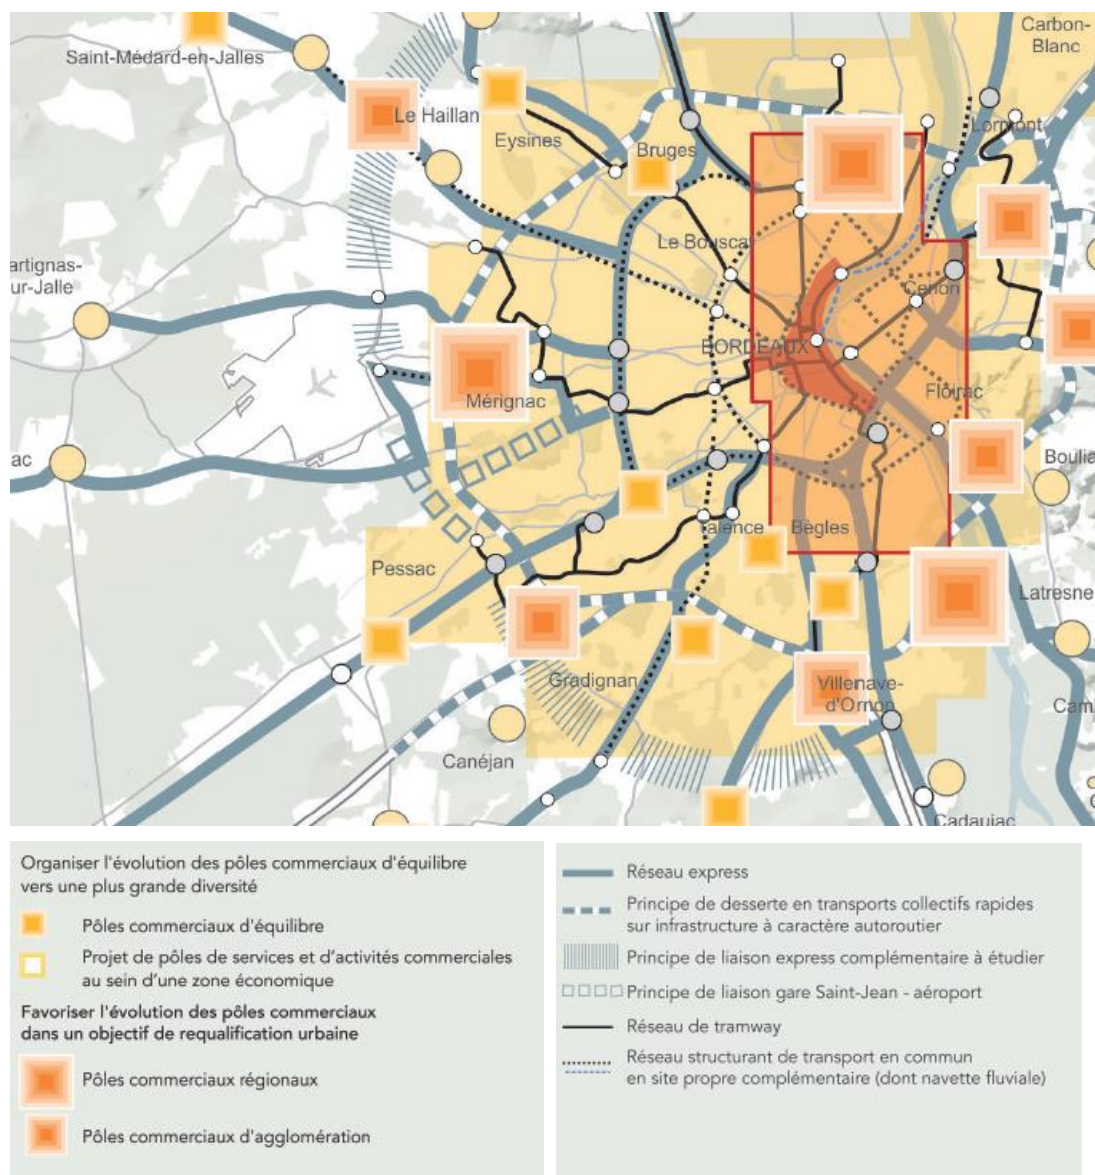 Carbon-
Blanc
Saint-Médard-en-Jalles
Le Haillan
Lormont
Eysines
Bruges
Le Bouscat
artignas-
ur-Jalle
Cenon
BORDEAUX
Mérignac
Floirac
ac
Boulia
Talence
Bègles
Pessac
Latresne
Gradignan
Villenave-
d'Ornon
Cam
Canéjan
Cadaujac
Organiser l'évolution des pôles commerciaux d'équilibre
vers une plus grande diversité
Pôles commerciaux d'équilibre
Projet de pôles de services et d'activités commerciales
au sein d'une zone économique
Favoriser l'évolution des pôles commerciaux
dans un objectif de requalification urbaine
Pôles commerciaux régionaux
Pôles commerciaux d'agglomération
Réseau express
Principe de desserte en transports collectifs rapides
sur infrastructure à caractère autoroutier
Principe de liaison express complémentaire à étudier
Principe de liaison gare Saint-Jean - aéroport
Réseau de tramway
Réseau structurant de transport en commun
en site propre complémentaire (dont navette fluviale)